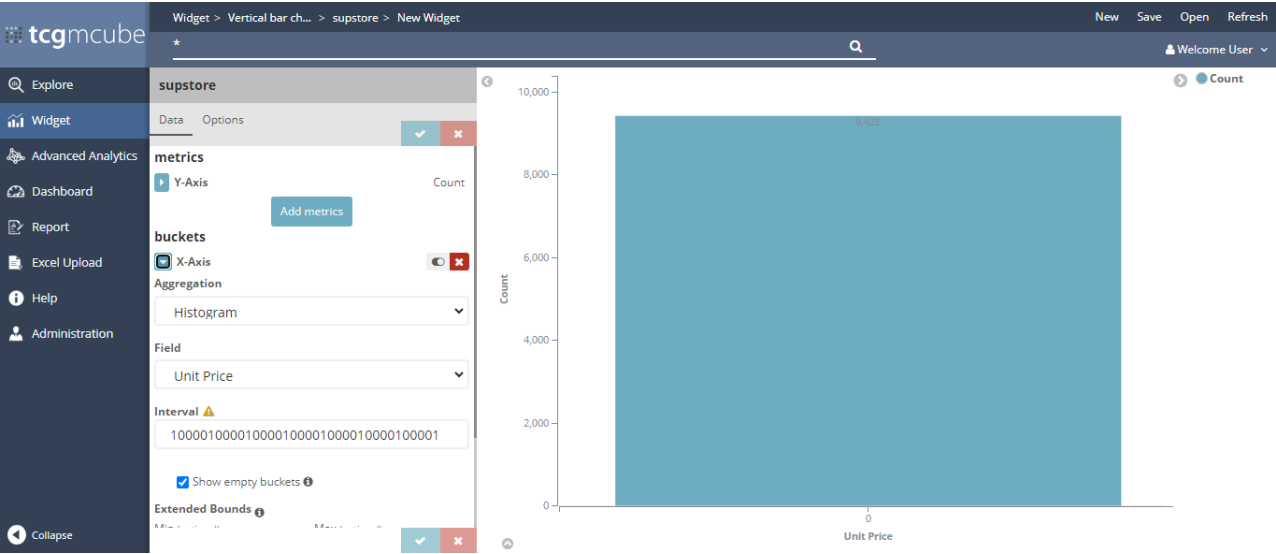 tcgmcube
Widget > Vertical bar ch... > supstore > New Widget
New Save Open Refresh
*
Welcome User
Explore
Widget
Advanced Analytics
Dashboard
Report
Excel Upload
Help
Administration
Collapse
supstore
Data Options
metrics
Y-Axis Count
Add metrics
buckets
X-Axis
Aggregation
Histogram
Field
Unit Price
Interval
Show empty buckets
Extended Bounds
Count
10,000
8,000
6,000
4,000
2,000
0
Count
9,426
0
Unit Price